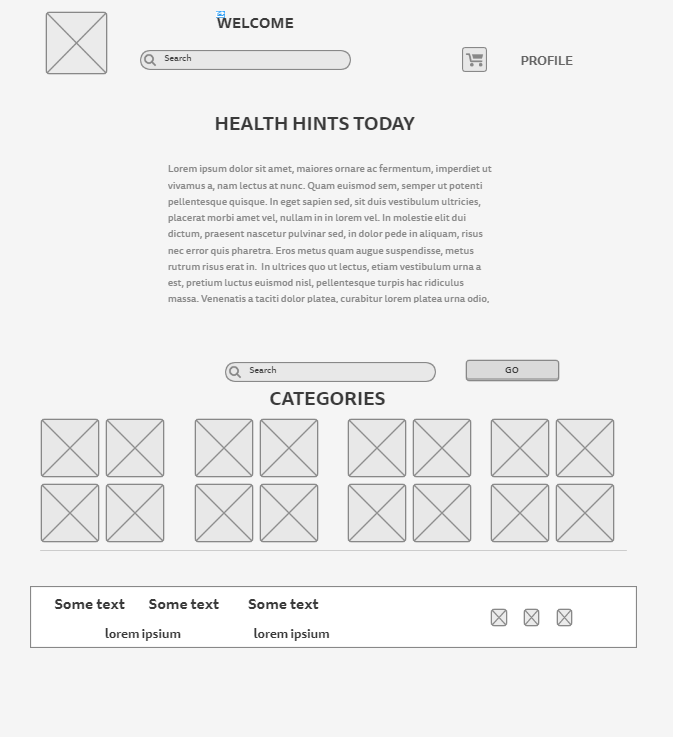 WELCOME
Search
PROFILE
HEALTH HINTS TODAY
Lorem ipsum dolor sit amet, maiores ornare ac fermentum, imperdiet ut
vivamus a, nam lectus at nunc. Quam euismod sem, semper ut potenti
pellentesque quisque. In eget sapien sed, sit duis vestibulum ultricies,
placerat morbi amet vel, nullam in in lorem vel. In molestie elit dui
dictum, praesent nascetur pulvinar sed, in dolor pede in aliquam, risus
nec error quis pharetra. Eros metus quam augue suspendisse, metus
rutrum risus erat in. In ultrices quo ut lectus, etiam vestibulum urna a
est, pretium luctus euismod nisl, pellentesque turpis hac ridiculus
massa. Venenatis a taciti dolor platea, curabitur lorem platea urna odio,
Search
GO
CATEGORIES
Some text Some text Some text
lorem ipsium lorem ipsium